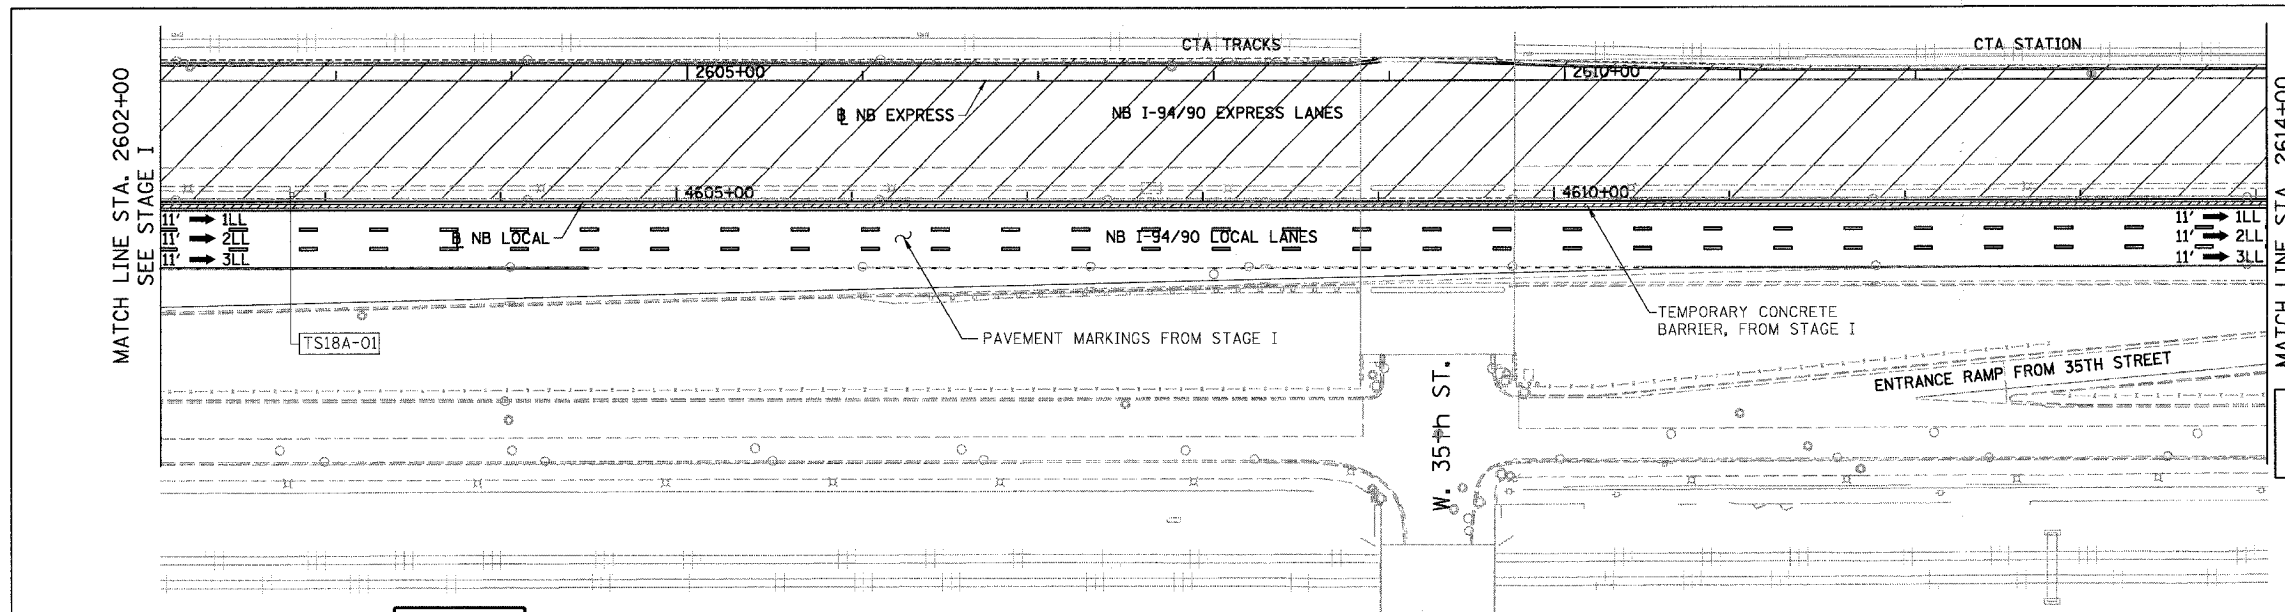 CTA TRACKS
CTA STATION
2605+00
2610+00
MATCH LINE STA. 2602+00
SEE STAGE I
℄ NB EXPRESS
NB I-94/90 EXPRESS LANES
MATCH LINE STA. 2614+00
4605+00
4610+00
11' 1LL
11' 2LL
11' 3LL
NB LOCAL
NB I-94/90 LOCAL LANES
11' 1LL
11' 2LL
11' 3LL
TS18A-01
PAVEMENT MARKINGS FROM STAGE I
TEMPORARY CONCRETE
BARRIER, FROM STAGE I
W. 35th ST.
ENTRANCE RAMP FROM 35TH STREET